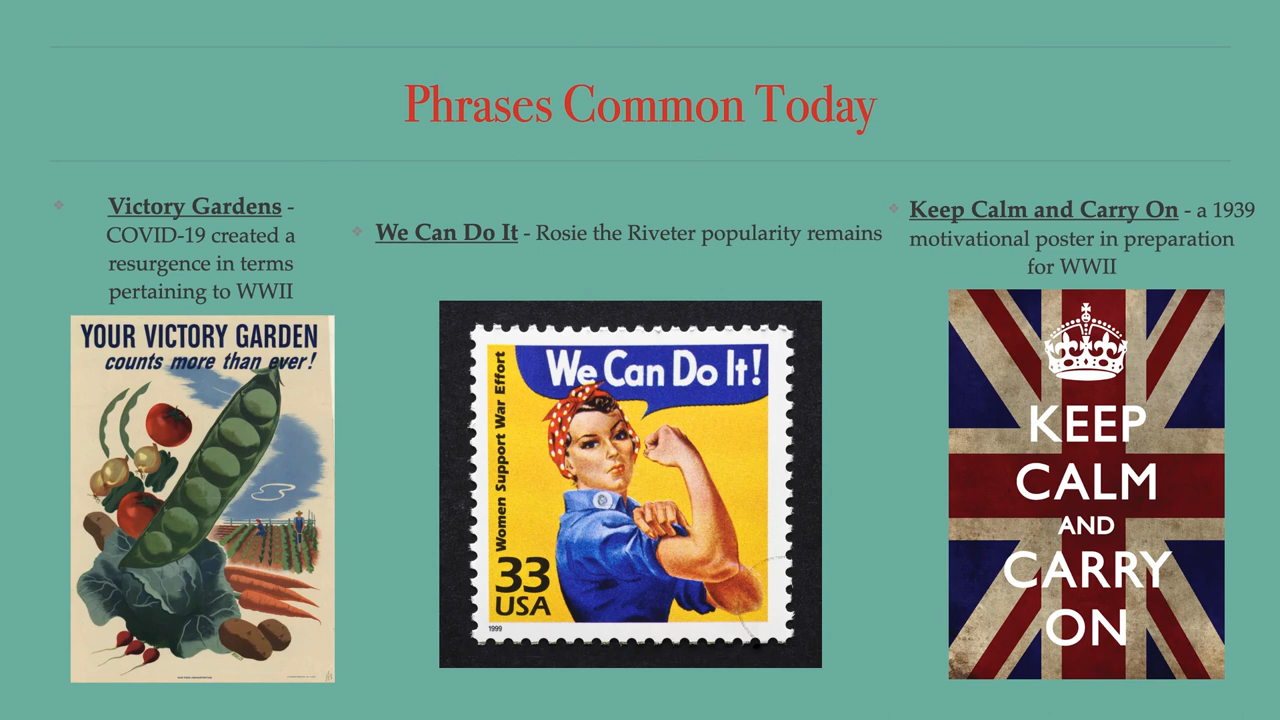 Phrases Common Today
Victory Gardens -
COVID-19 created a
resurgence in terms
pertaining to WWII
We Can Do It - Rosie the Riveter popularity remains
Keep Calm and Carry On - a 1939
motivational poster in preparation
for WWII
YOUR VICTORY GARDEN
counts more than ever!
We Can Do It!
Women Support War Effort
33
USA
1999
KEEP
CALM
AND
CARRY
ON